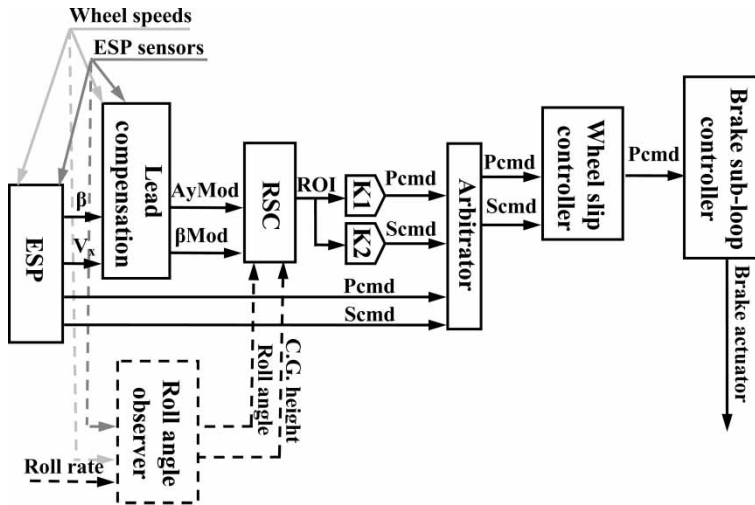 Wheel speeds
ESP sensors
ESP
β
Vx
Lead
compensation
AyMod
βMod
RSC
ROI
K1
K2
Pcmd
Scmd
Pcmd
Scmd
Arbitrator
Pcmd
Scmd
Wheel slip
controller
Pcmd
Brake sub-loop
controller
Brake actuator
Roll angle
C.G. height
Roll angle
observer
Roll rate